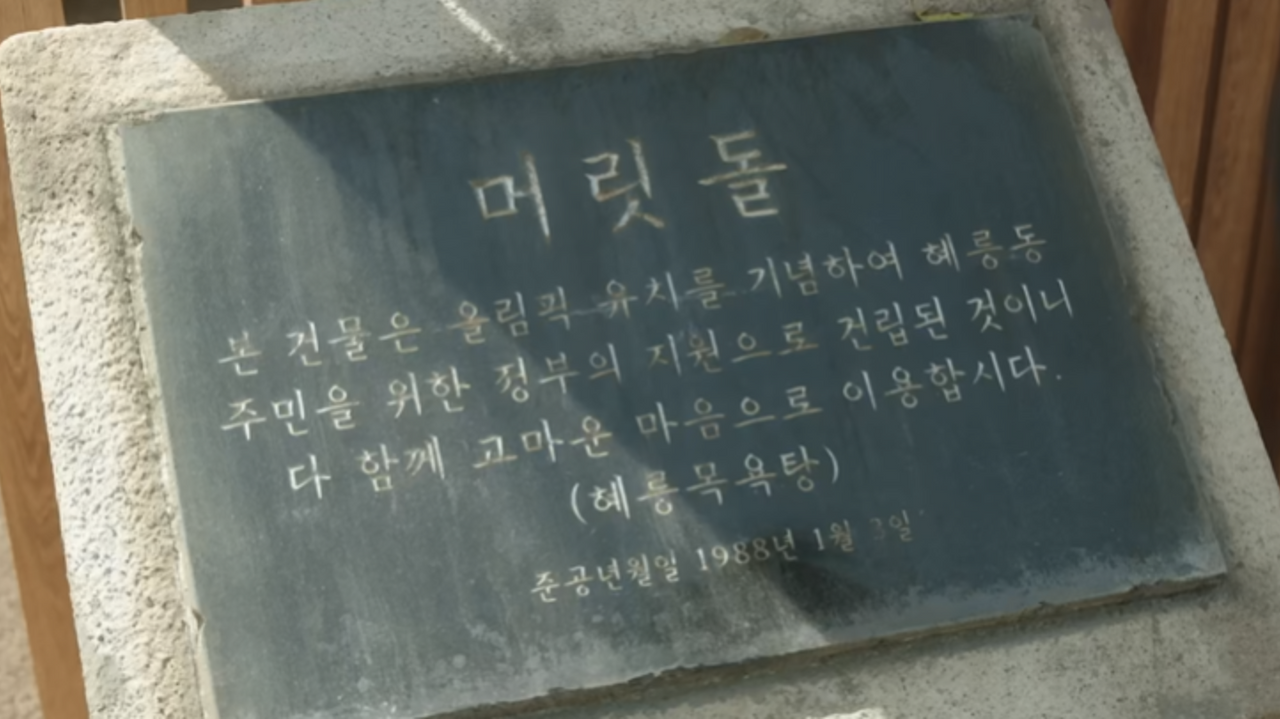 머릿돌
본 건물은 올림픽 유치를 기념하여 혜릉동
주민을 위한 정부의 지원으로 건립된 것이니
다 함께 고마운 마음으로 이용합시다.
(혜릉목욕탕)
준공년월일 1988년 1월 3일